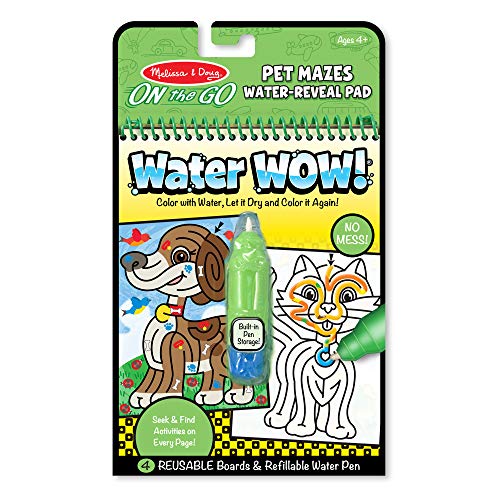 Ages 4+
Melissa & Doug
ON the GO
PET MAZES
WATER-REVEAL PAD
Water WOW!
Color with Water, Let it Dry and Color it Again!
NO
MESS!
Built-in
Pen
Storage!
Seek & Find
Activities on
Every Page!
4 REUSABLE Boards & Refillable Water Pen